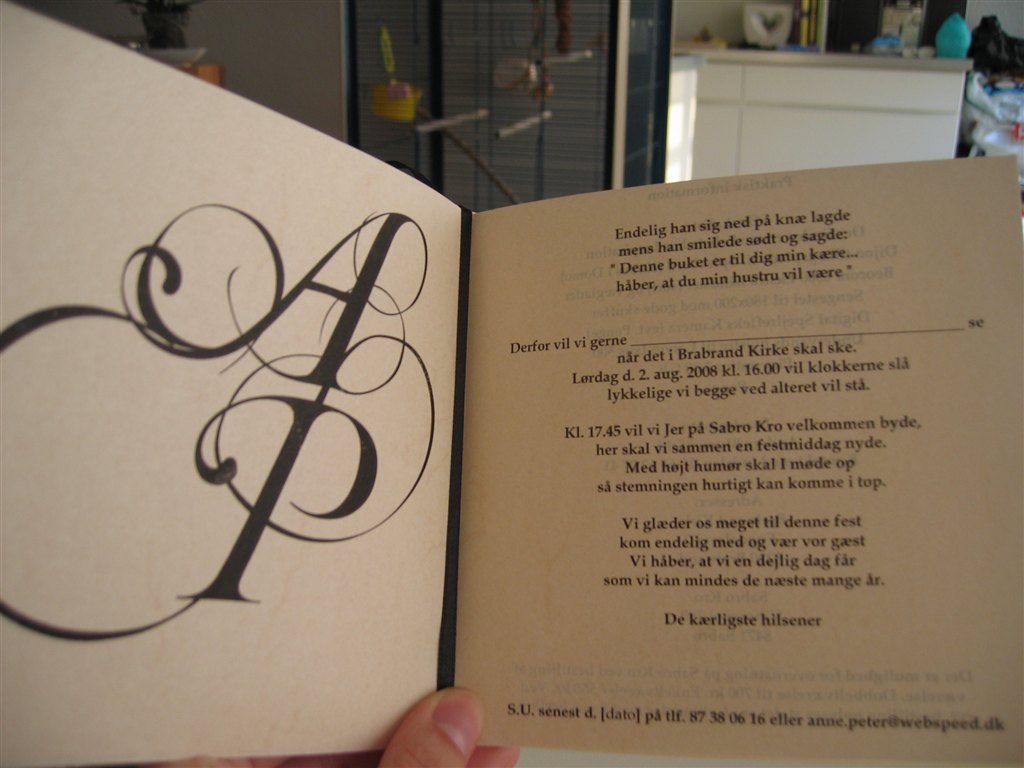 AP
Endelig han sig ned på knæ lagde
mens han smilede sødt og sagde:
" Denne buket er til dig min kære...
håber, at du min hustru vil være "
Derfor vil vi gerne ______________________ se
når det i Brabrand Kirke skal ske.
Lørdag d. 2. aug. 2008 kl. 16.00 vil klokkerne slå
lykkelige vi begge ved alteret vil stå.
Kl. 17.45 vil vi Jer på Sabro Kro velkommen byde,
her skal vi sammen en festmiddag nyde.
Med højt humør skal I møde op
så stemningen hurtigt kan komme i top.
Vi glæder os meget til denne fest
kom endelig med og vær vor gæst
Vi håber, at vi en dejlig dag får
som vi kan mindes de næste mange år.
De kærligste hilsener
S.U. senest d. [dato] på tlf. 87 38 06 16 eller anne.peter@webspeed.dk